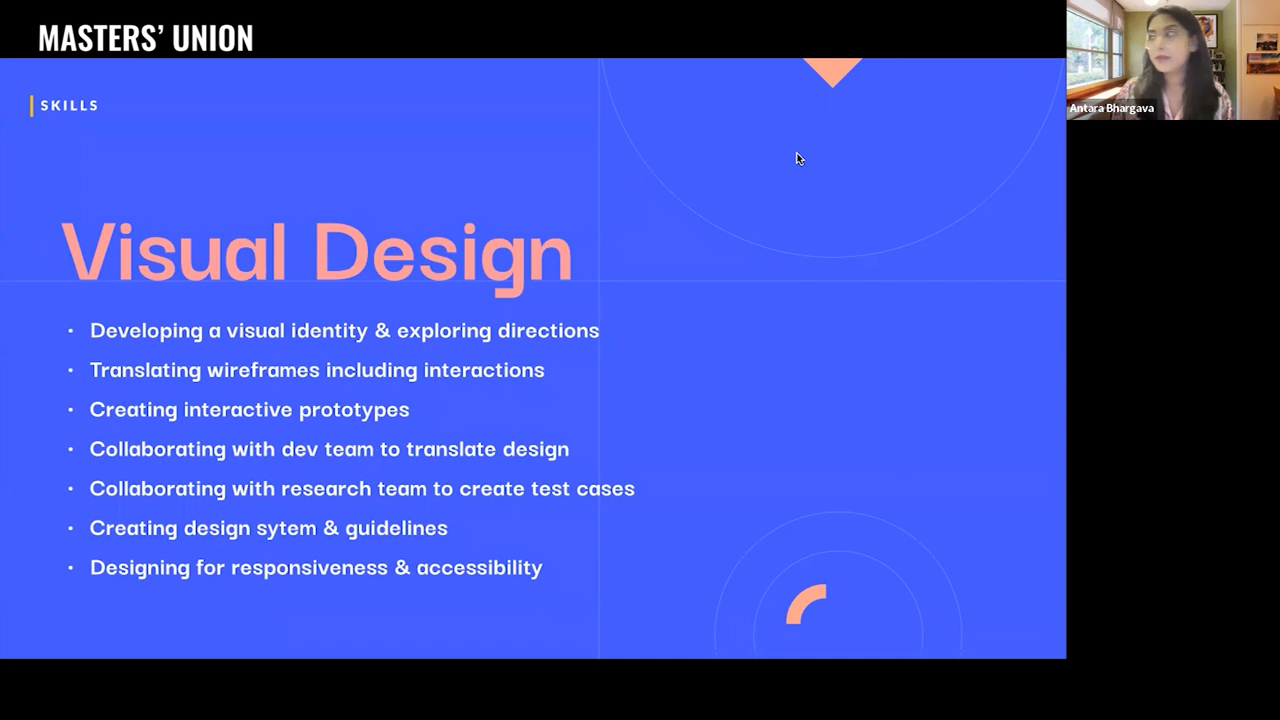 MASTERS' UNION
Antara Bhargava
SKILLS
Visual Design
• Developing a visual identity & exploring directions
• Translating wireframes including interactions
• Creating interactive prototypes
• Collaborating with dev team to translate design
• Collaborating with research team to create test cases
• Creating design sytem & guidelines
• Designing for responsiveness & accessibility